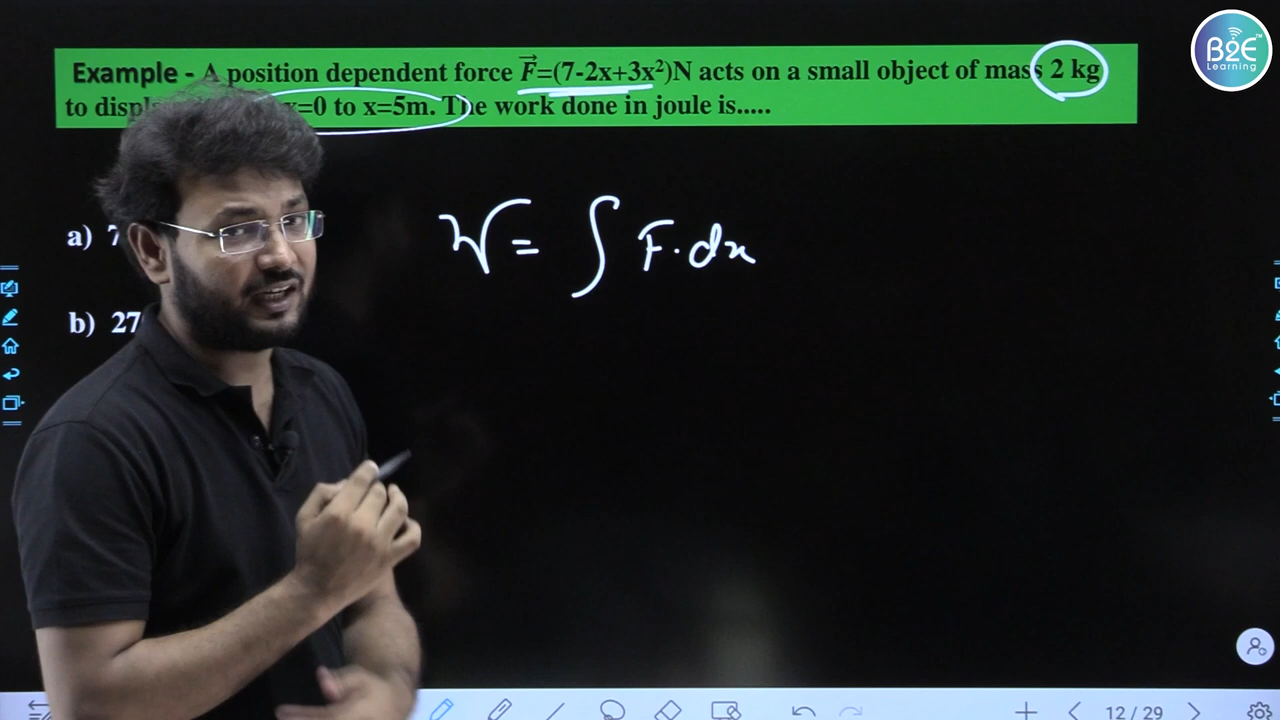 B2E
Learning
Example - A position dependent force F⃗=(7-2x+3x²)N acts on a small object of mass 2 kg
to x=0 to x=5m. The work done in joule is.....
a) 7
W = ∫ F·dx
b) 27
12 / 29